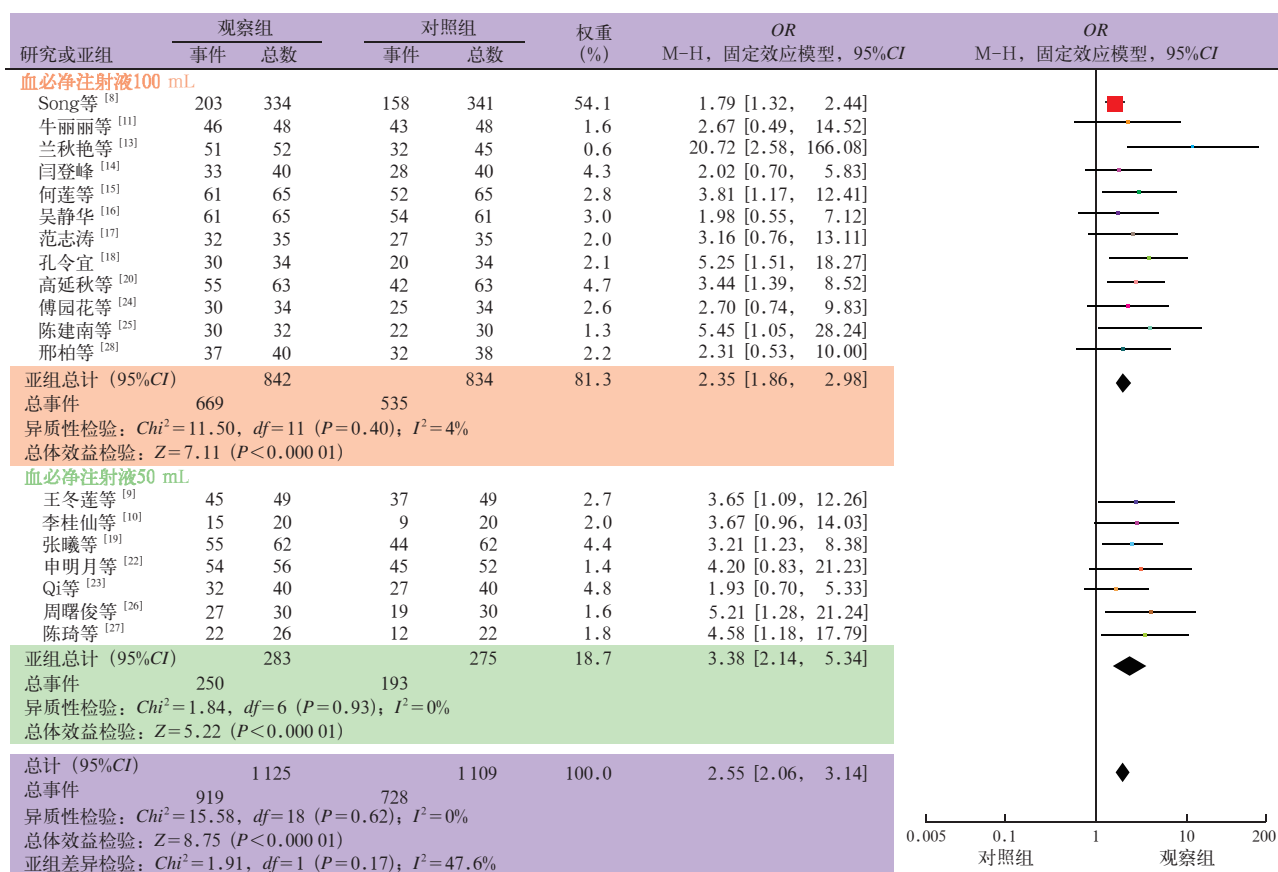 观察组 对照组 权重 OR OR
研究或亚组 事件 总数 事件 总数 (%) M-H，固定效应模型，95%CI M-H，固定效应模型，95%CI
血必净注射液100 mL
Song等 [8] 203 334 158 341 54.1 1.79 [1.32, 2.44]
牛丽丽等 [11] 46 48 43 48 1.6 2.67 [0.49, 14.52]
兰秋艳等 [13] 51 52 32 45 0.6 20.72 [2.58, 166.08]
闫登峰 [14] 33 40 28 40 4.3 2.02 [0.70, 5.83]
何莲等 [15] 61 65 52 65 2.8 3.81 [1.17, 12.41]
吴静华 [16] 61 65 54 61 3.0 1.98 [0.55, 7.12]
范志涛 [17] 32 35 27 35 2.0 3.16 [0.76, 13.11]
孔令宜 [18] 30 34 20 34 2.1 5.25 [1.51, 18.27]
高延秋等 [20] 55 63 42 63 4.7 3.44 [1.39, 8.52]
傅园花等 [24] 30 34 25 34 2.6 2.70 [0.74, 9.83]
陈建南等 [25] 30 32 22 30 1.3 5.45 [1.05, 28.24]
邢柏等 [28] 37 40 32 38 2.2 2.31 [0.53, 10.00]
亚组总计（95%CI） 842 834 81.3 2.35 [1.86, 2.98]
总事件 669 535
异质性检验：Chi²＝11.50，df＝11（P＝0.40）；I²＝4%
总体效益检验：Z＝7.11（P＜0.000 01）
血必净注射液50 mL
王冬莲等 [9] 45 49 37 49 2.7 3.65 [1.09, 12.26]
李桂仙等 [10] 15 20 9 20 2.0 3.67 [0.96, 14.03]
张曦等 [19] 55 62 44 62 4.4 3.21 [1.23, 8.38]
申明月等 [22] 54 56 45 52 1.4 4.20 [0.83, 21.23]
Qi等 [23] 32 40 27 40 4.8 1.93 [0.70, 5.33]
周曙俊等 [26] 27 30 19 30 1.6 5.21 [1.28, 21.24]
陈琦等 [27] 22 26 12 22 1.8 4.58 [1.18, 17.79]
亚组总计（95%CI） 283 275 18.7 3.38 [2.14, 5.34]
总事件 250 193
异质性检验：Chi²＝1.84，df＝6（P＝0.93）；I²＝0%
总体效益检验：Z＝5.22（P＜0.000 01）
总计（95%CI） 1 125 1 109 100.0 2.55 [2.06, 3.14]
总事件 919 728
异质性检验：Chi²＝15.58，df＝18（P＝0.62）；I²＝0%
总体效益检验：Z＝8.75（P＜0.000 01）
亚组差异检验：Chi²＝1.91，df＝1（P＝0.17）；I²＝47.6%
0.005 0.1 1 10 200
对照组 观察组